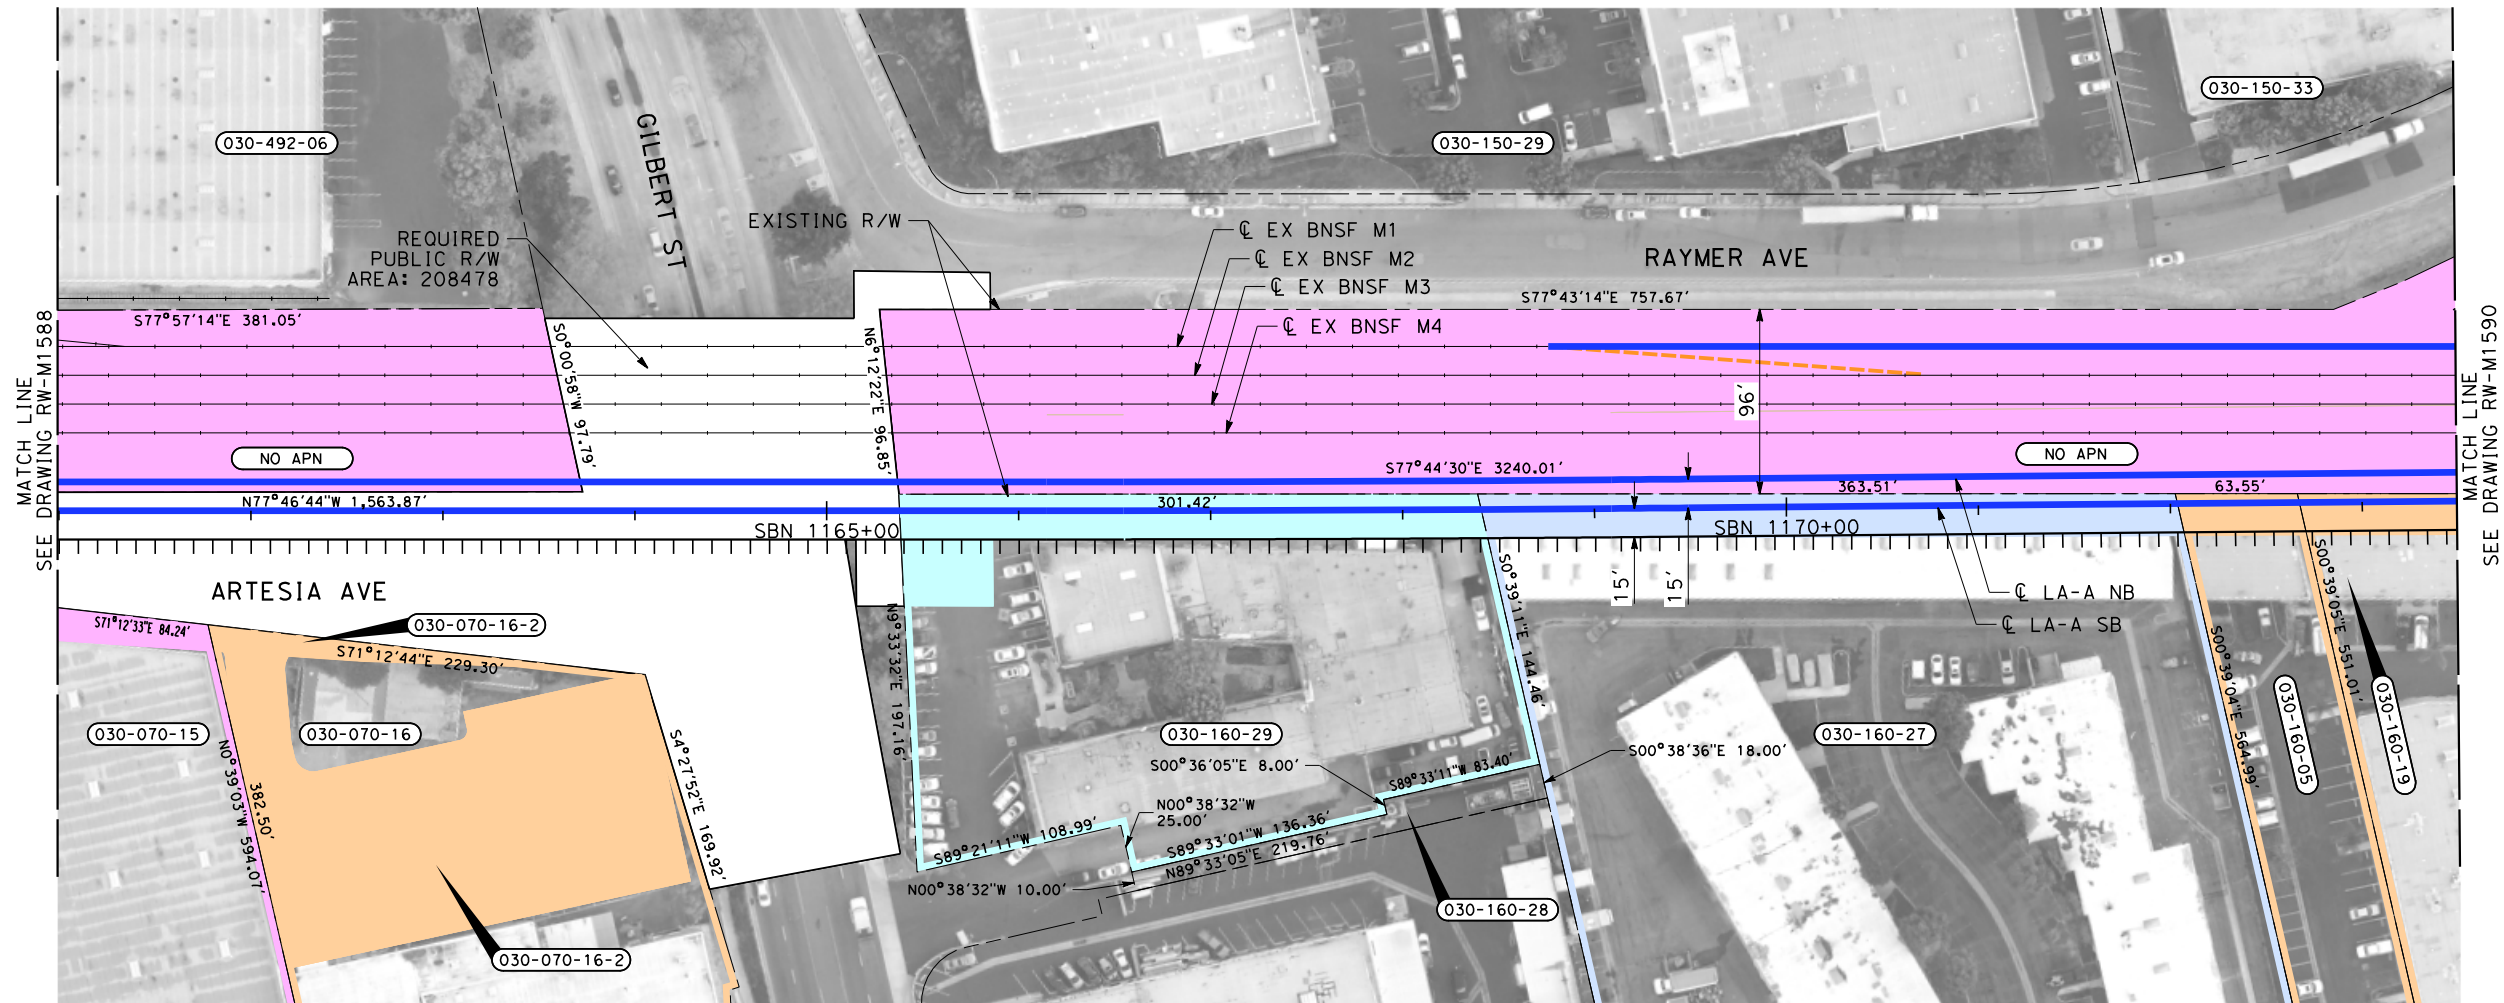 030-492-06
GILBERT ST
030-150-29
030-150-33
REQUIRED
PUBLIC R/W
AREA: 208478
EXISTING R/W
℄ EX BNSF M1
℄ EX BNSF M2
℄ EX BNSF M3
℄ EX BNSF M4
RAYMER AVE
S77°43'14"E 757.67'
S77°57'14"E 381.05'
S0°00'58"W 97.79'
N6°12'22"E 96.85'
96'
MATCH LINE
SEE DRAWING RW-M1588
MATCH LINE
SEE DRAWING RW-M1590
NO APN
NO APN
S77°44'30"E 3240.01'
N77°46'44"W 1,563.87'
301.42'
363.51'
63.55'
SBN 1165+00
SBN 1170+00
15'
15'
℄ LA-A NB
℄ LA-A SB
ARTESIA AVE
S71°12'33"E 84.24'
030-070-16-2
S71°12'44"E 229.30'
030-070-15
030-070-16
N0°39'03"W 594.07'
382.50'
S4°27'52"E 169.92'
030-070-16-2
N9°33'32"E 197.16'
S0°39'11"E 144.46'
030-160-29
S00°36'05"E 8.00'
S89°33'11"W 83.40'
S00°38'36"E 18.00'
N00°38'32"W
25.00'
S89°21'11"W 108.99'
S89°33'01"W 136.36'
N89°33'05"E 219.76'
N00°38'32"W 10.00'
030-160-28
030-160-27
S00°39'04"E 564.99'
030-160-05
S00°39'05"E 551.01'
030-160-19